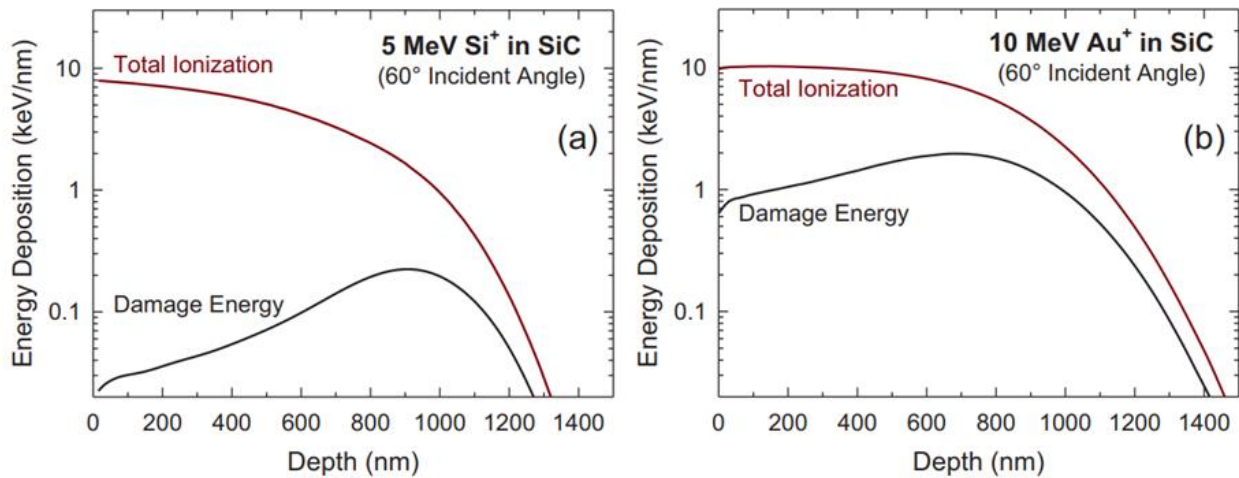 Energy Deposition (keV/nm)
10
1
0.1
5 MeV Si⁺ in SiC
(60° Incident Angle)
Total Ionization
(a)
Damage Energy
0 200 400 600 800 1000 1200 1400
Depth (nm)
Energy Deposition (keV/nm)
10
1
0.1
10 MeV Au⁺ in SiC
(60° Incident Angle)
Total Ionization
(b)
Damage Energy
0 200 400 600 800 1000 1200 1400
Depth (nm)